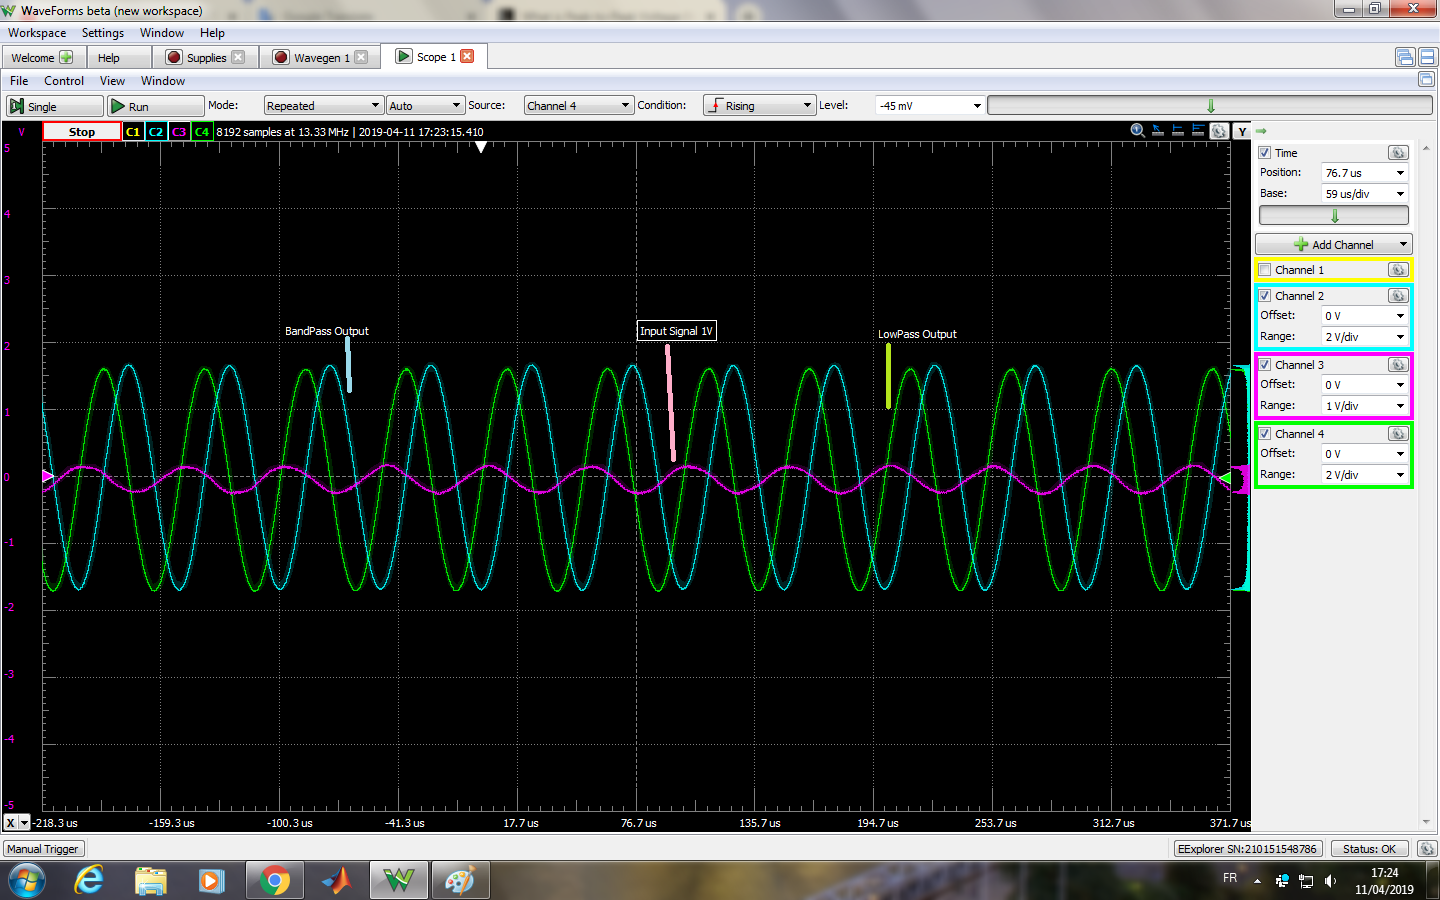 WaveForms beta (new workspace)
Workspace Settings Window Help
Welcome Help Supplies Wavegen 1 Scope 1
File Control View Window
Single Run Mode: Repeated Auto Source: Channel 4 Condition: Rising Level: -45 mV
V Stop C1 C2 C3 C4 8192 samples at 13.33 MHz | 2019-04-11 17:23:15.410 Y
5
4
3
2
1
0
-1
-2
-3
-4
-5
BandPass Output
Input Signal 1V
LowPass Output
X -218.3 us -159.3 us -100.3 us -41.3 us 17.7 us 76.7 us 135.7 us 194.7 us 253.7 us 312.7 us 371.7 us
Time
Position: 76.7 us
Base: 59 us/div
Add Channel
Channel 1
Channel 2
Offset: 0 V
Range: 2 V/div
Channel 3
Offset: 0 V
Range: 1 V/div
Channel 4
Offset: 0 V
Range: 2 V/div
Manual Trigger EExplorer SN:210151548786 Status: OK
FR 17:24
11/04/2019